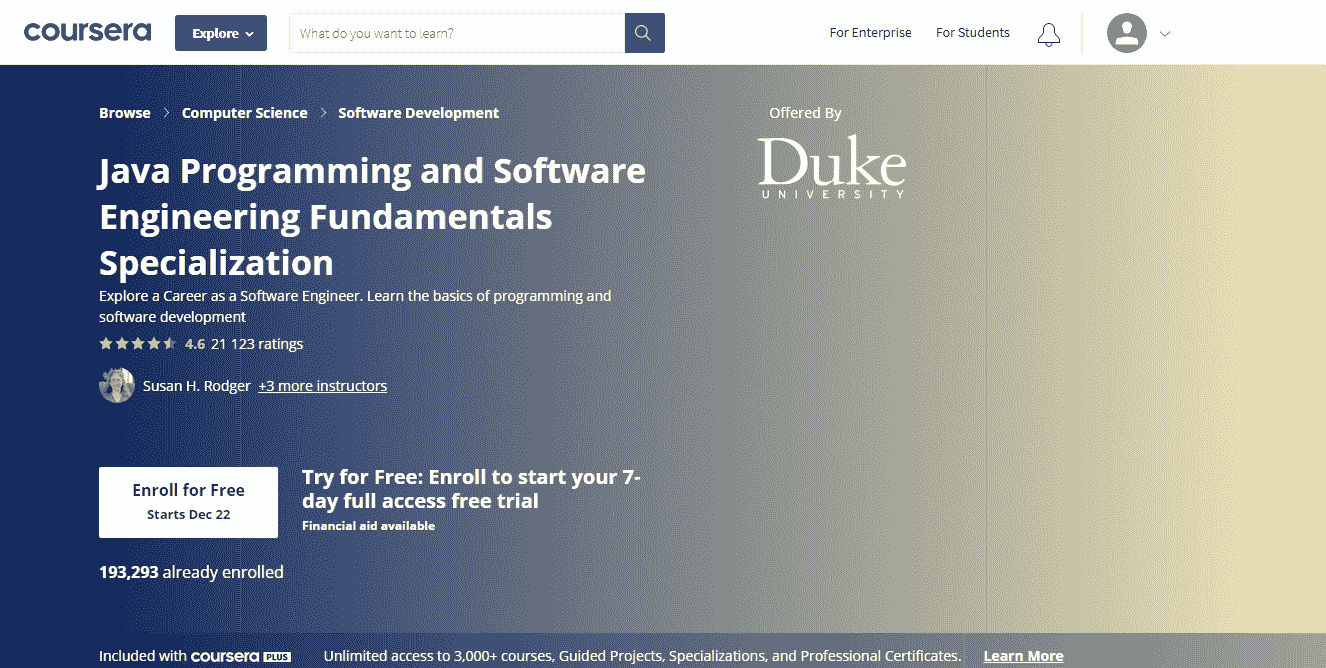 coursera Explore What do you want to learn? For Enterprise For Students
Browse > Computer Science > Software Development
Offered By
Duke
UNIVERSITY
Java Programming and Software
Engineering Fundamentals
Specialization
Explore a Career as a Software Engineer. Learn the basics of programming and
software development
4.6 21 123 ratings
Susan H. Rodger +3 more instructors
Enroll for Free
Starts Dec 22
Try for Free: Enroll to start your 7-
day full access free trial
Financial aid available
193,293 already enrolled
Included with coursera PLUS Unlimited access to 3,000+ courses, Guided Projects, Specializations, and Professional Certificates. Learn More